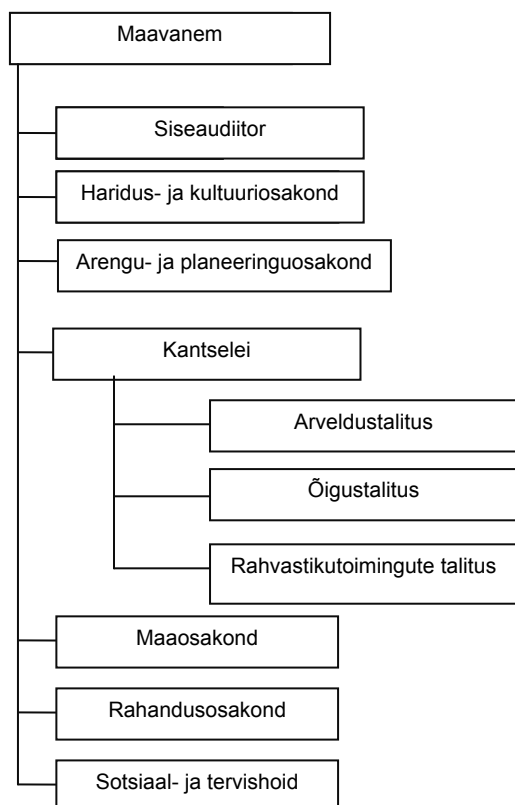 Maavanem
Siseaudiitor
Haridus- ja kultuuriosakond
Arengu- ja planeeringuosakond
Kantselei
Arveldustalitus
Õigustalitus
Rahvastikutoimingute talitus
Maaosakond
Rahandusosakond
Sotsiaal- ja tervishoid